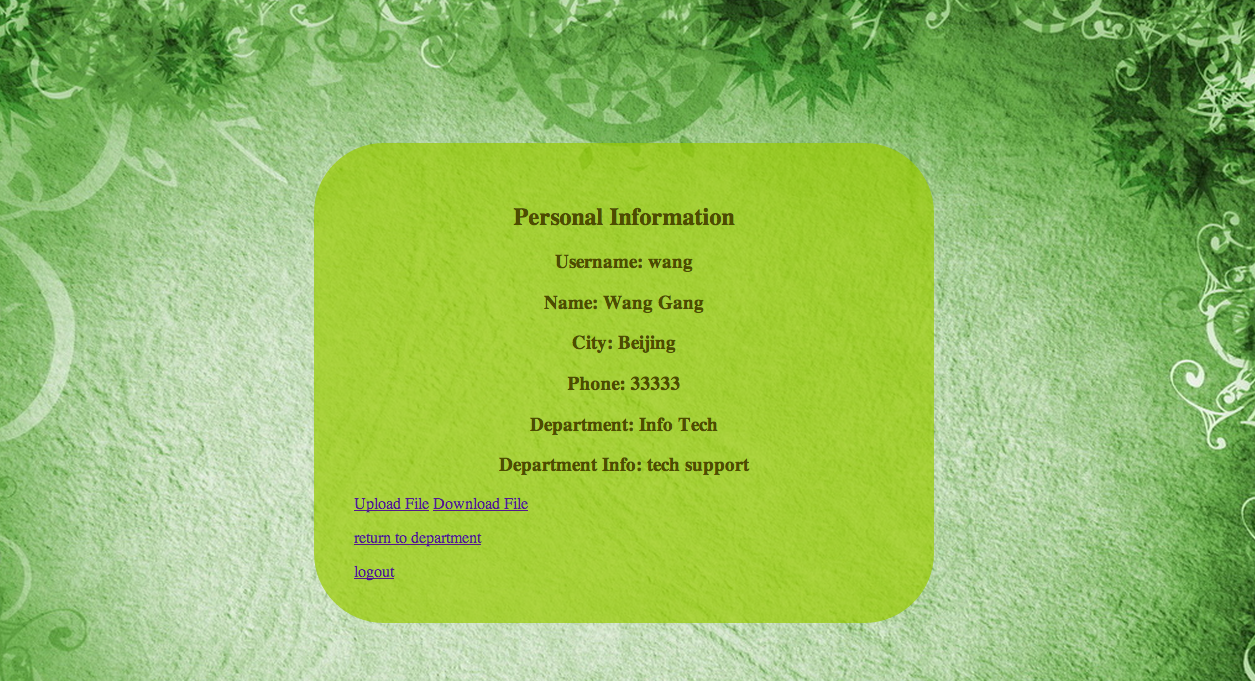 Personal Information
Username: wang
Name: Wang Gang
City: Beijing
Phone: 33333
Department: Info Tech
Department Info: tech support
Upload File Download File
return to department
logout